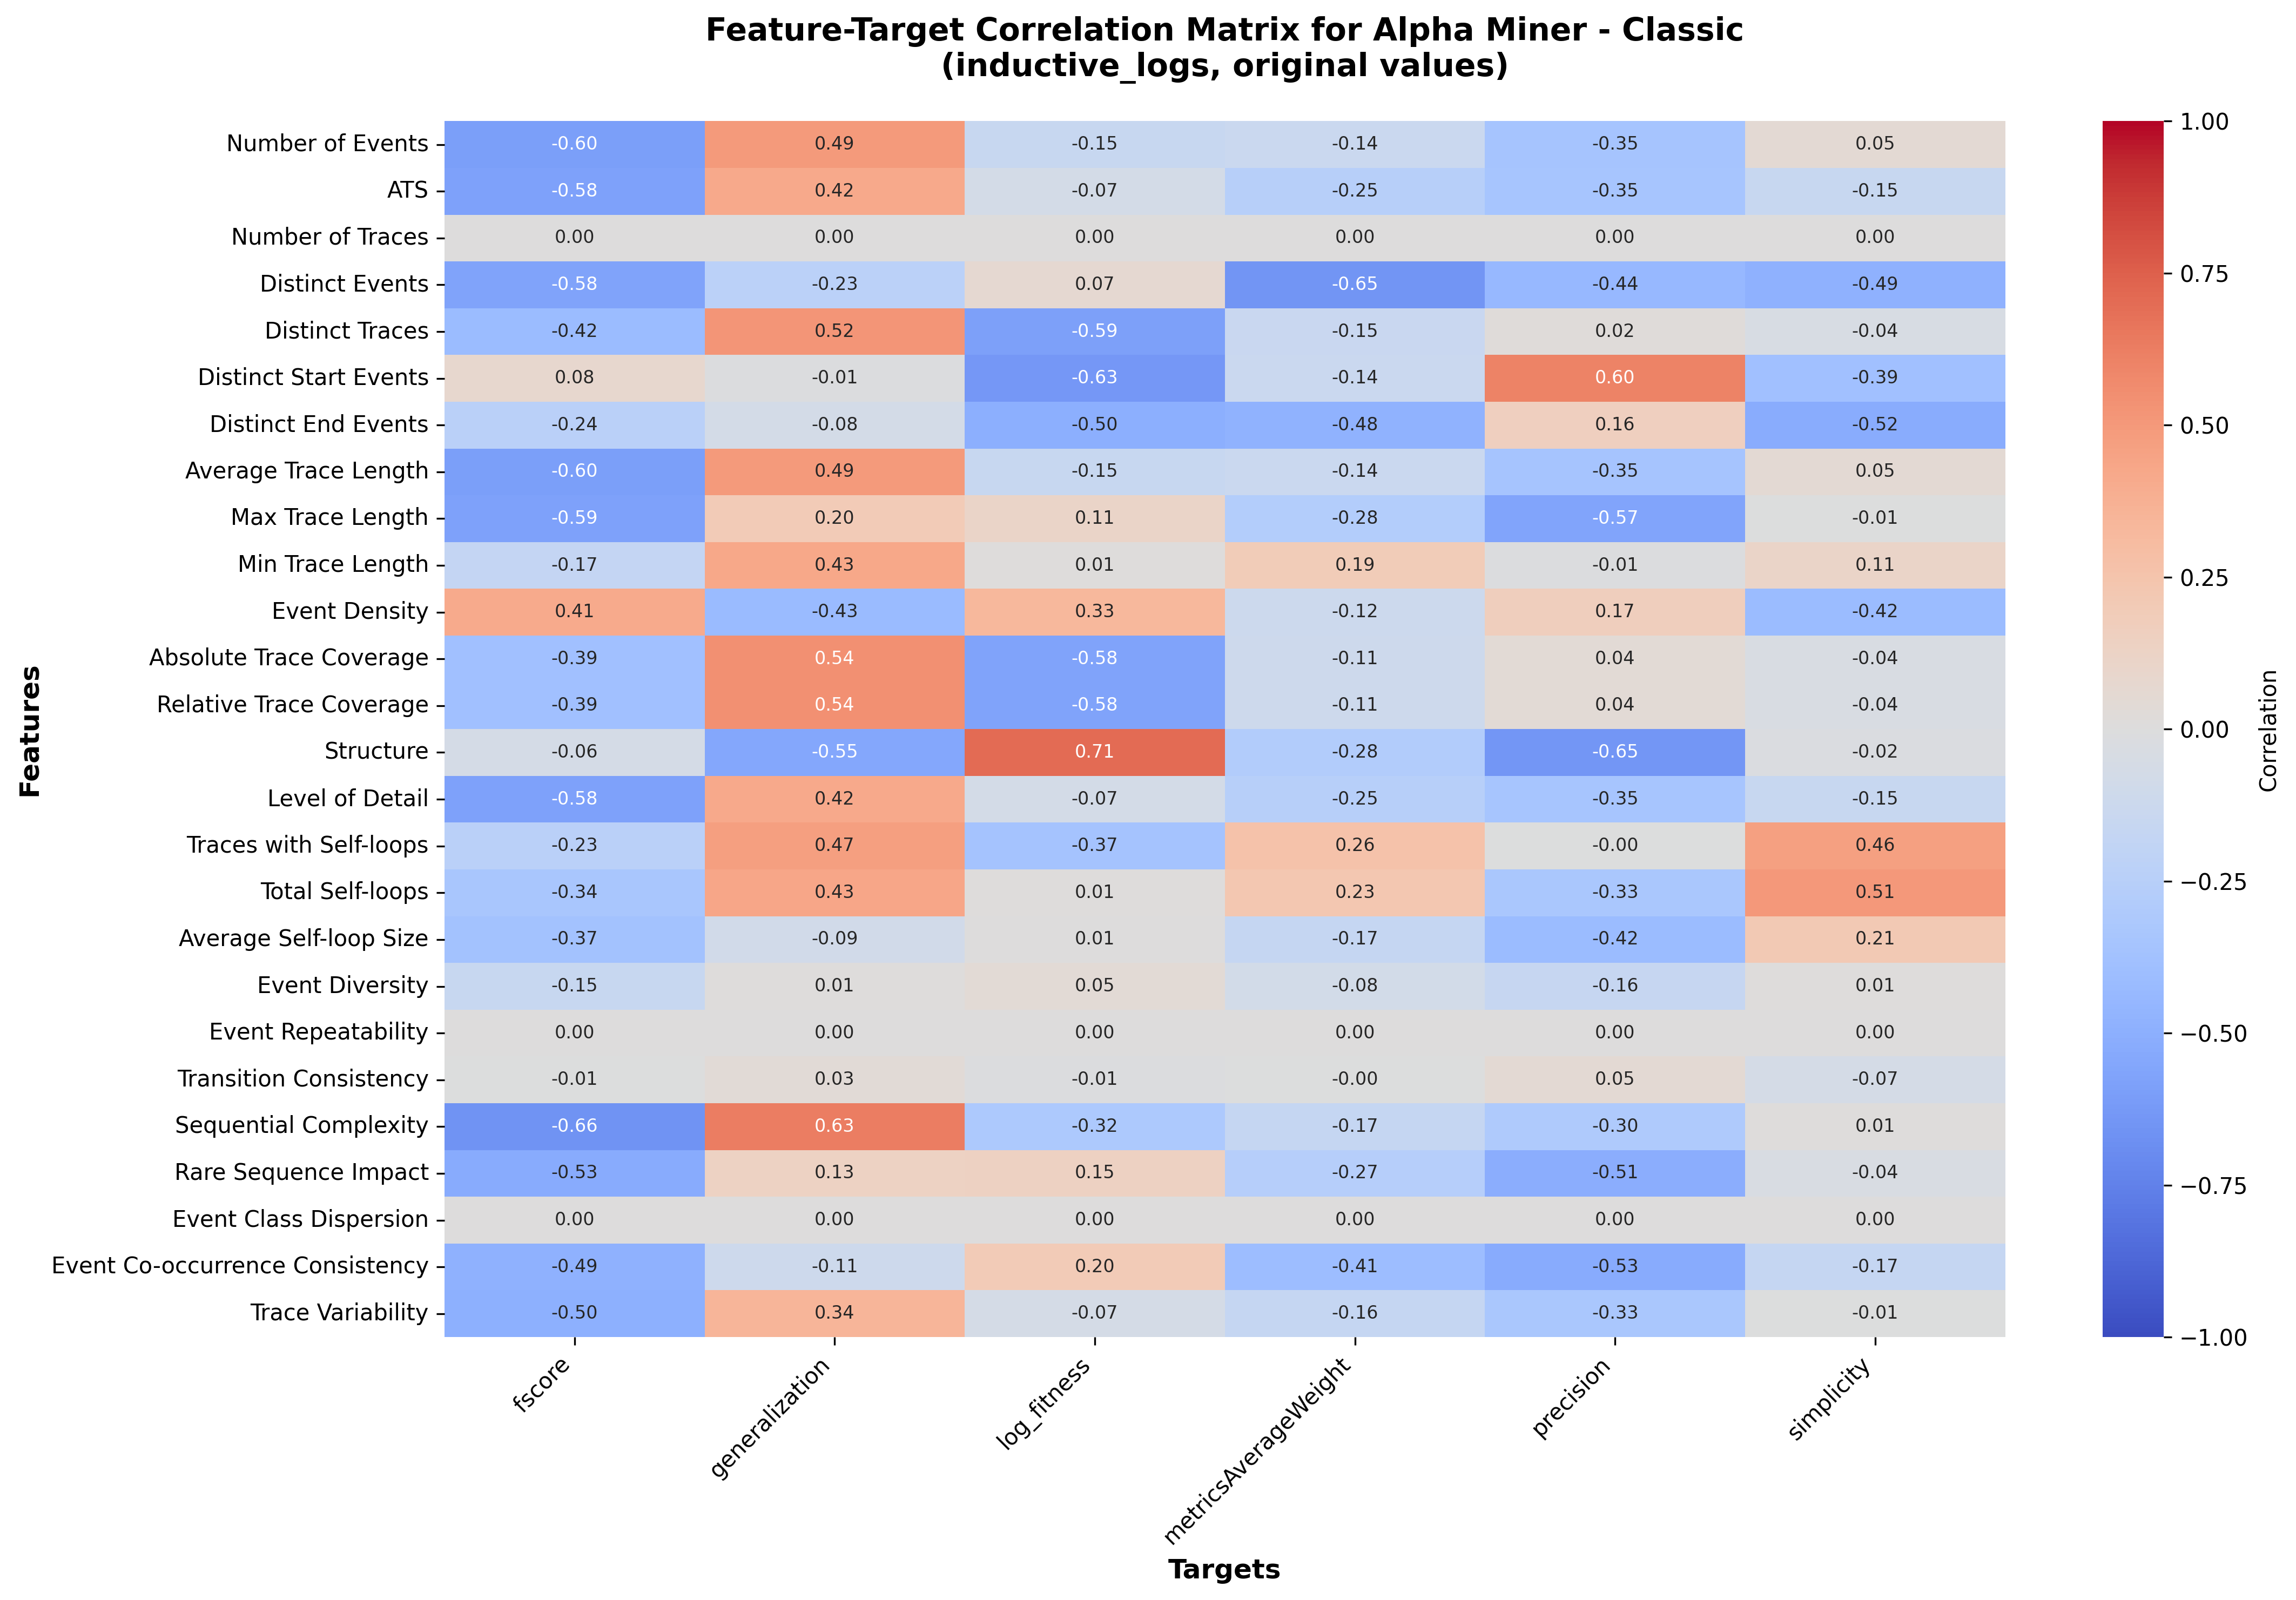 Feature-Target Correlation Matrix for Alpha Miner - Classic
(inductive_logs, original values)
Features
Number of Events -0.60 0.49 -0.15 -0.14 -0.35 0.05
ATS -0.58 0.42 -0.07 -0.25 -0.35 -0.15
Number of Traces 0.00 0.00 0.00 0.00 0.00 0.00
Distinct Events -0.58 -0.23 0.07 -0.65 -0.44 -0.49
Distinct Traces -0.42 0.52 -0.59 -0.15 0.02 -0.04
Distinct Start Events 0.08 -0.01 -0.63 -0.14 0.60 -0.39
Distinct End Events -0.24 -0.08 -0.50 -0.48 0.16 -0.52
Average Trace Length -0.60 0.49 -0.15 -0.14 -0.35 0.05
Max Trace Length -0.59 0.20 0.11 -0.28 -0.57 -0.01
Min Trace Length -0.17 0.43 0.01 0.19 -0.01 0.11
Event Density 0.41 -0.43 0.33 -0.12 0.17 -0.42
Absolute Trace Coverage -0.39 0.54 -0.58 -0.11 0.04 -0.04
Relative Trace Coverage -0.39 0.54 -0.58 -0.11 0.04 -0.04
Structure -0.06 -0.55 0.71 -0.28 -0.65 -0.02
Level of Detail -0.58 0.42 -0.07 -0.25 -0.35 -0.15
Traces with Self-loops -0.23 0.47 -0.37 0.26 -0.00 0.46
Total Self-loops -0.34 0.43 0.01 0.23 -0.33 0.51
Average Self-loop Size -0.37 -0.09 0.01 -0.17 -0.42 0.21
Event Diversity -0.15 0.01 0.05 -0.08 -0.16 0.01
Event Repeatability 0.00 0.00 0.00 0.00 0.00 0.00
Transition Consistency -0.01 0.03 -0.01 -0.00 0.05 -0.07
Sequential Complexity -0.66 0.63 -0.32 -0.17 -0.30 0.01
Rare Sequence Impact -0.53 0.13 0.15 -0.27 -0.51 -0.04
Event Class Dispersion 0.00 0.00 0.00 0.00 0.00 0.00
Event Co-occurrence Consistency -0.49 -0.11 0.20 -0.41 -0.53 -0.17
Trace Variability -0.50 0.34 -0.07 -0.16 -0.33 -0.01
fscore generalization log_fitness metricsAverageWeight precision simplicity
Targets
1.00
0.75
0.50
0.25
0.00
−0.25
−0.50
−0.75
−1.00
Correlation